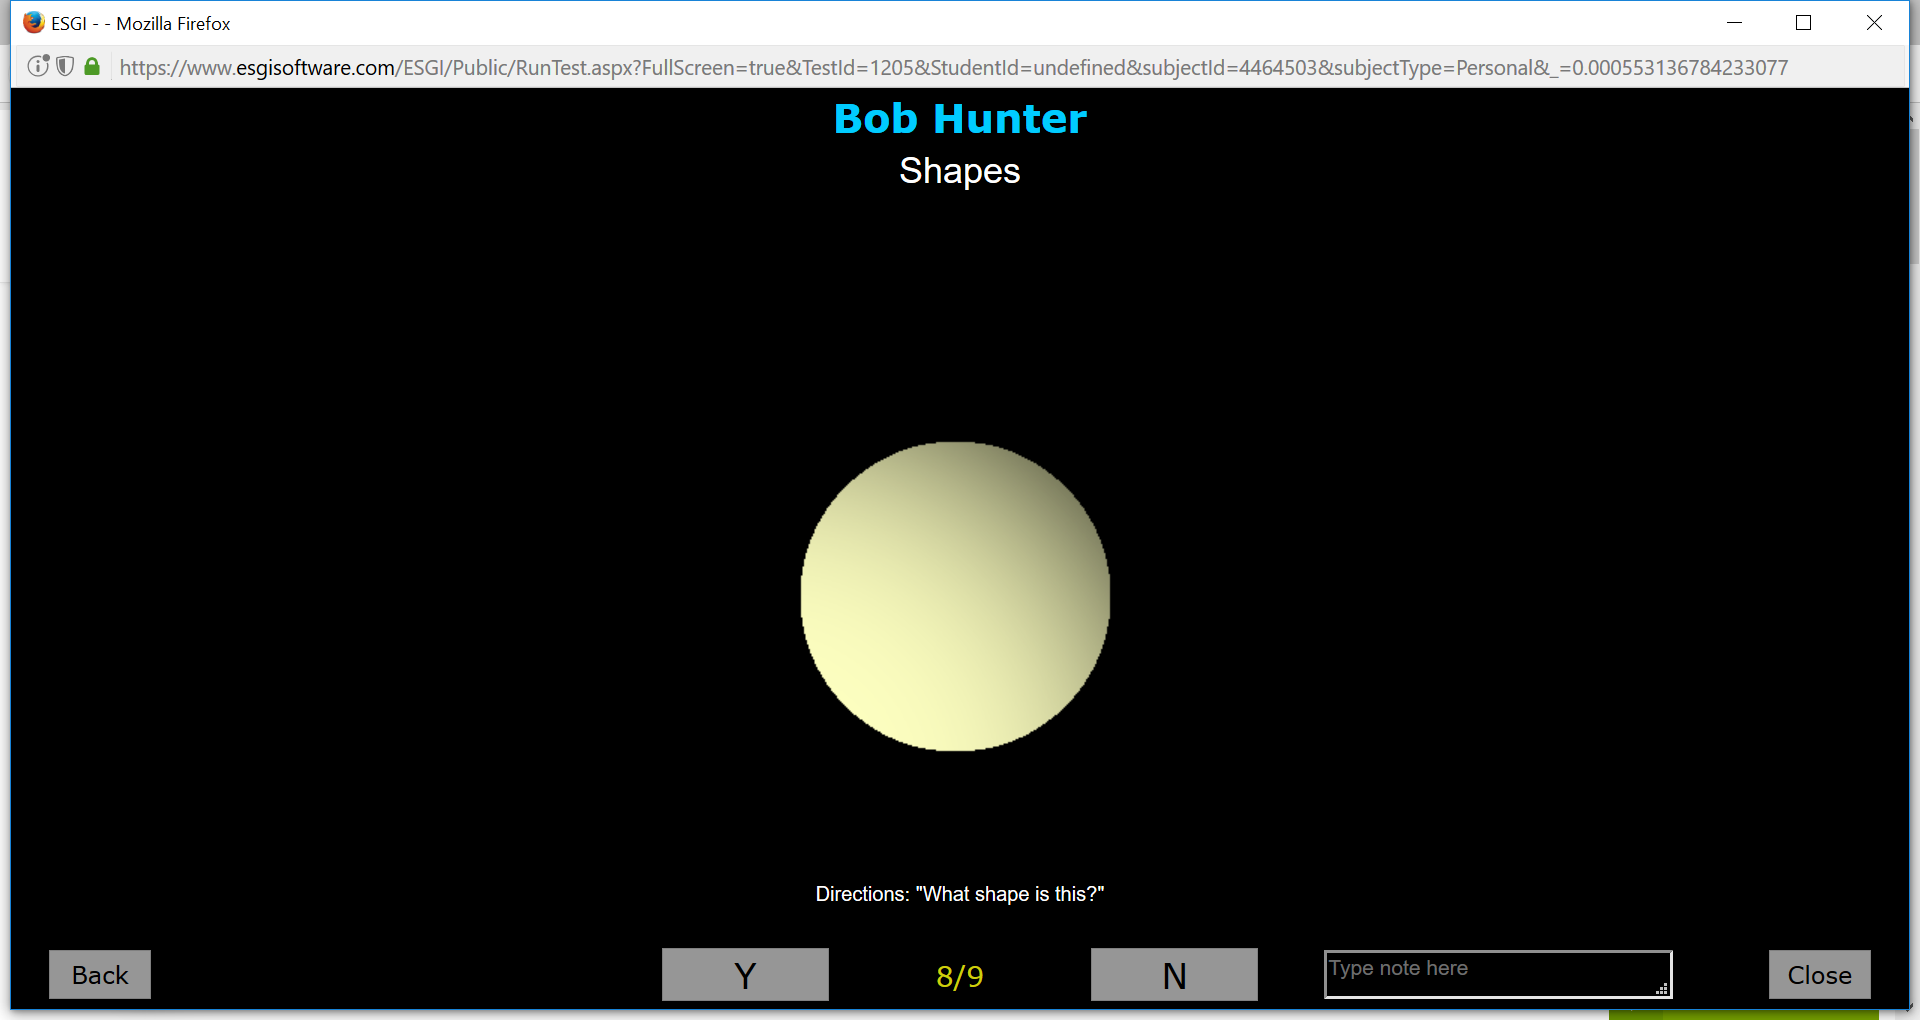 ESGI - - Mozilla Firefox
https://www.esgisoftware.com/ESGI/Public/RunTest.aspx?FullScreen=true&TestId=1205&StudentId=undefined&subjectId=4464503&subjectType=Personal&_=0.000553136784233077
Bob Hunter
Shapes
Directions: "What shape is this?"
Back
Y
8/9
N
Type note here
Close